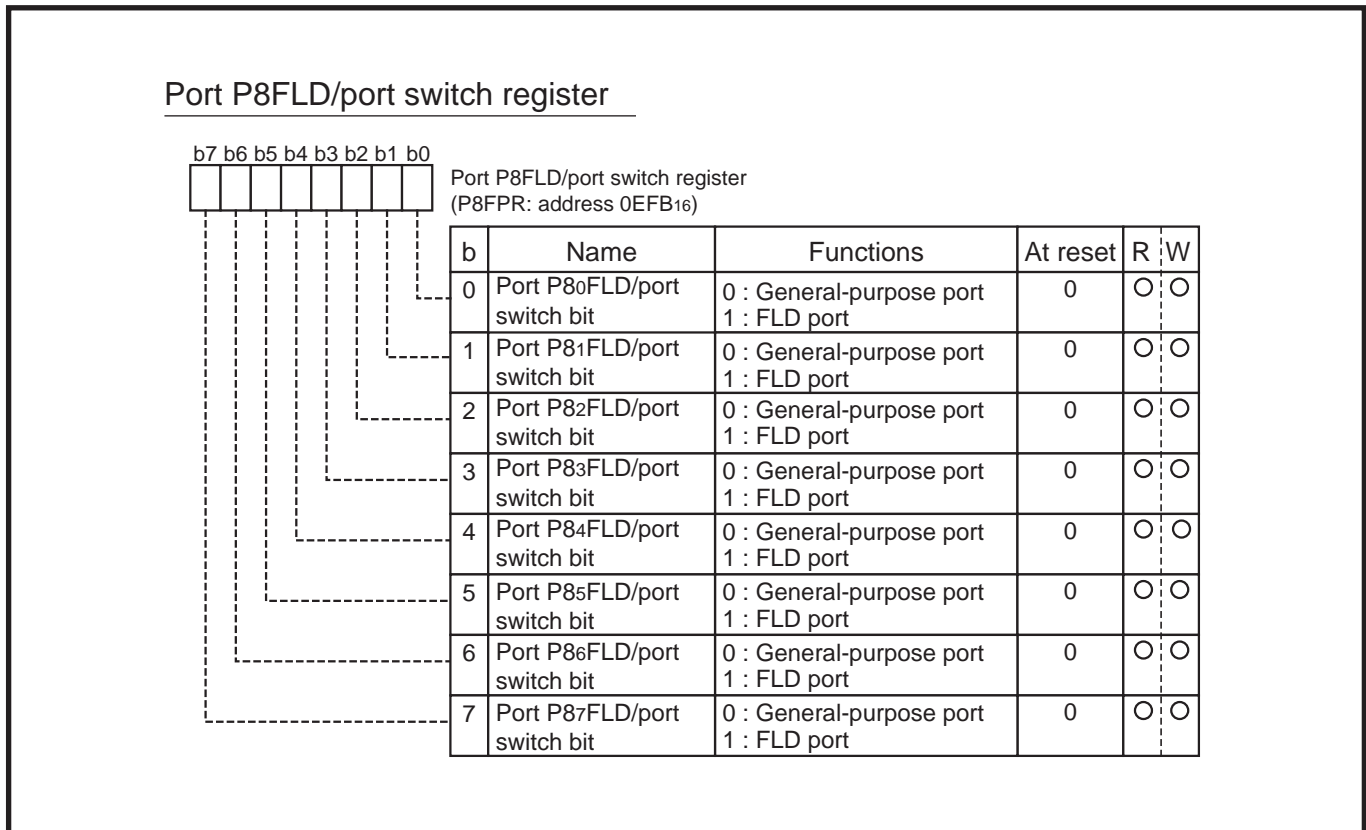 Port P8FLD/port switch register
b7 b6 b5 b4 b3 b2 b1 b0
Port P8FLD/port switch register
(P8FPR: address 0EFB16)
b Name Functions At reset R W
0 Port P80FLD/port 0 : General-purpose port 0 O O
switch bit 1 : FLD port
1 Port P81FLD/port 0 : General-purpose port 0 O O
switch bit 1 : FLD port
2 Port P82FLD/port 0 : General-purpose port 0 O O
switch bit 1 : FLD port
3 Port P83FLD/port 0 : General-purpose port 0 O O
switch bit 1 : FLD port
4 Port P84FLD/port 0 : General-purpose port 0 O O
switch bit 1 : FLD port
5 Port P85FLD/port 0 : General-purpose port 0 O O
switch bit 1 : FLD port
6 Port P86FLD/port 0 : General-purpose port 0 O O
switch bit 1 : FLD port
7 Port P87FLD/port 0 : General-purpose port 0 O O
switch bit 1 : FLD port